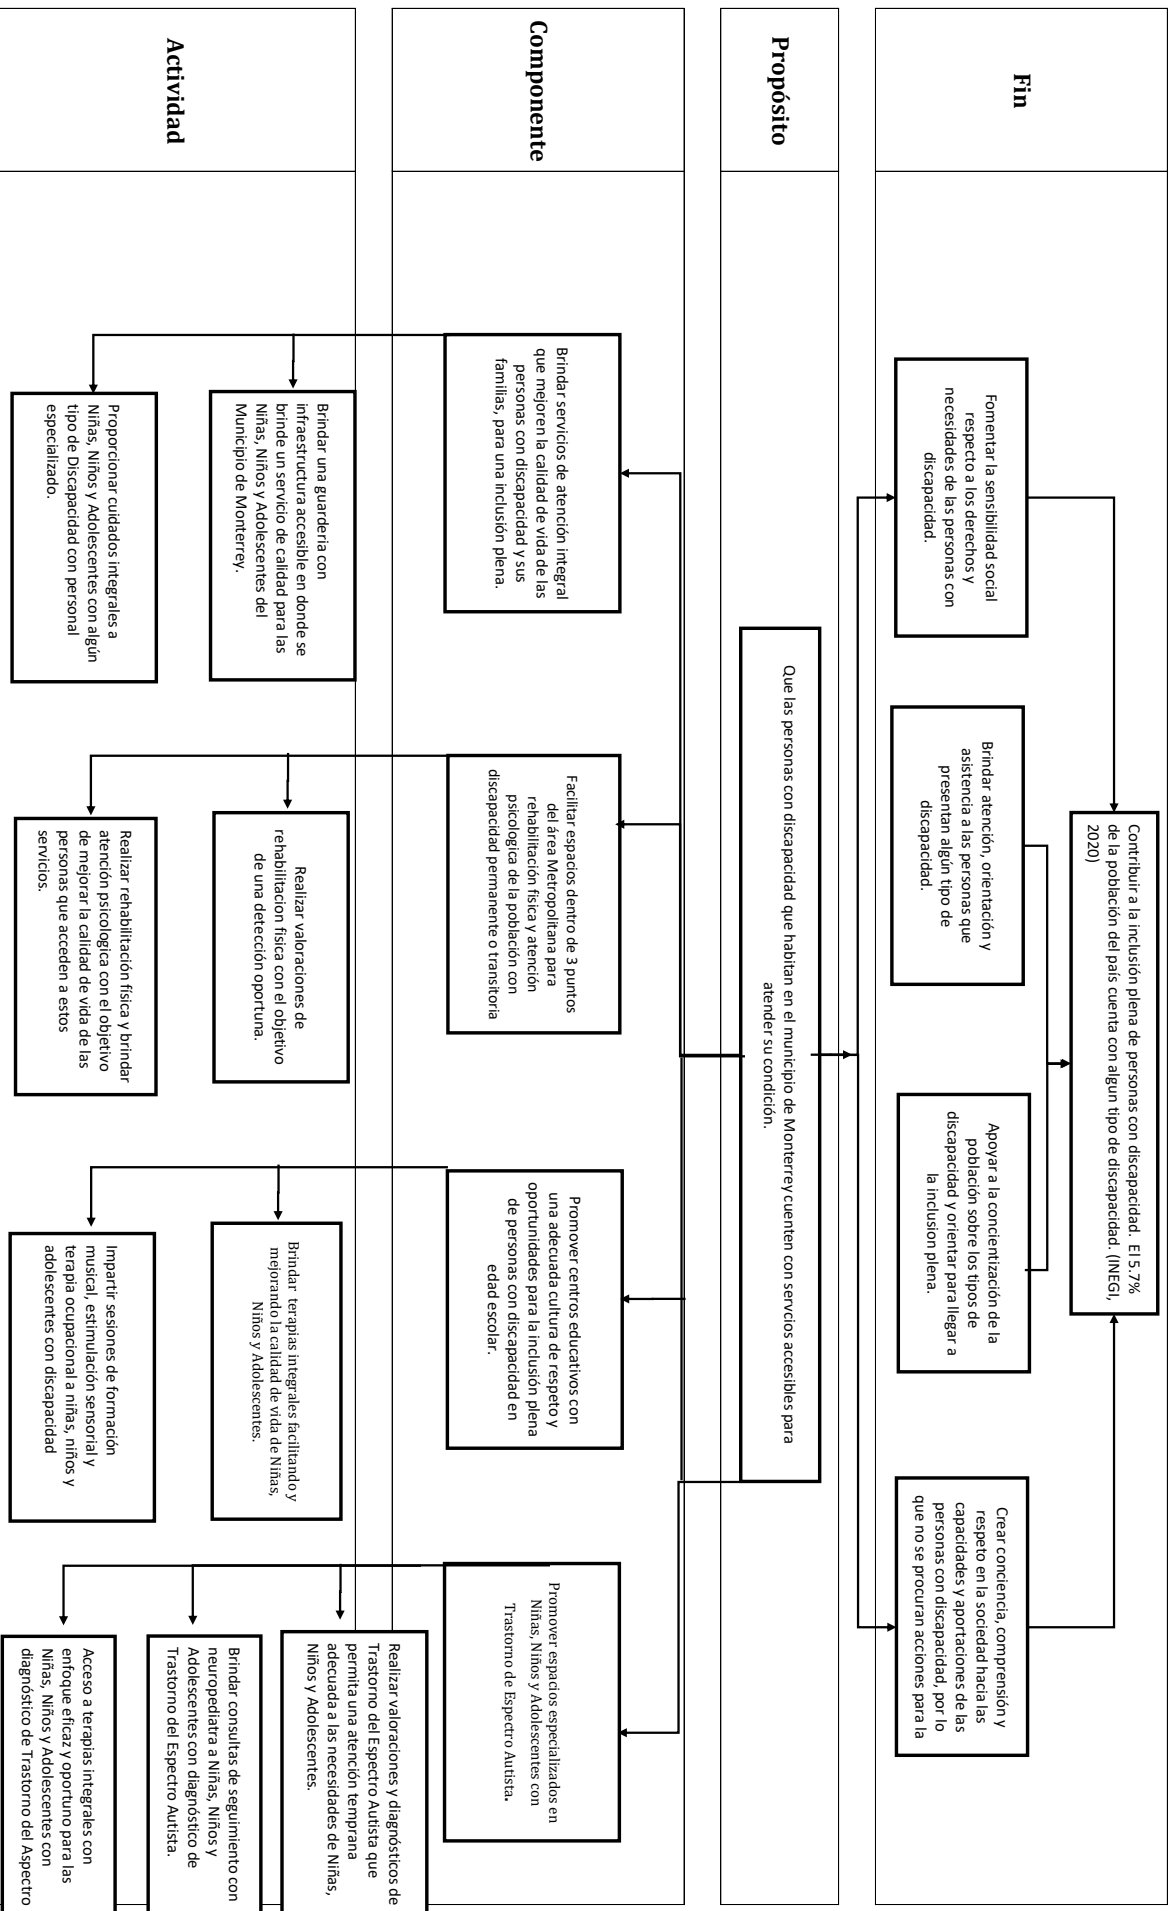 Fin
Contribuir a la inclusión plena de personas con discapacidad. El 5.7%
de la población del país cuenta con algun tipo de discapacidad. (INEGI,
2020)
Fomentar la sensibilidad social
respecto a los derechos y
necesidades de las personas con
discapacidad.
Brindar atención, orientación y
asistencia a las personas que
presentan algún tipo de
discapacidad.
Apoyar a la concientización de la
población sobre los tipos de
discapacidad y orientar para llegar a
la inclusion plena.
Crear conciencia, comprensión y
respeto en la sociedad hacia las
capacidades y aportaciones de las
personas con discapacidad, por lo
que no se procuran acciones para la
Propósito
Que las personas con discapacidad que habitan en el municipio de Monterrey cuenten con servcios accesibles para
atender su condición.
Componente
Brindar servicios de atención integral
que mejoren la calidad de vida de las
personas con discapacidad y sus
familias, para una inclusión plena.
Facilitar espacios dentro de 3 puntos
del área Metropolitana para
rehabilitación física y atención
psicologica de la población con
discapacidad permanente o transitoria
Promover centros educativos con
una adecuada cultura de respeto y
oportunidades para la inclusión plena
de personas con discapacidad en
edad escolar.
Promover espacios especializados en
Niñas, Niños y Adolescentes con
Trastorno de Espectro Autista.
Actividad
Brindar una guarderia con
infraestructura accesible en donde se
brinde un servicio de calidad para las
Niñas, Niños y Adolescentes del
Municipio de Monterrey.
Proporcionar cuidados integrales a
Niñas, Niños y Adolescentes con algún
tipo de Discapacidad con personal
especializado.
Realizar valoraciones de
rehabilitacion física con el objetivo
de una detección oportuna.
Realizar rehabilitación física y brindar
atención psicologica con el objetivo
de mejorar la calidad de vida de las
personas que acceden a estos
servicios.
Brindar terapias integrales facilitando y
mejorando la calidad de vida de Niñas,
Niños y Adolescentes.
Impartir sesiones de formación
musical, estimulación sensorial y
terapia ocupacional a niñas, niños y
adolescentes con discapacidad
Realizar valoraciones y diagnósticos de
Trastorno del Espectro Autista que
permita una atención temprana
adecuada a las necesidades de Niñas,
Niños y Adolescentes.
Brindar consultas de seguimiento con
neuropediatra a Niñas, Niños y
Adolescentes con diagnóstico de
Trastorno del Espectro Autista.
Acceso a terapias integrales con
enfoque eficaz y oportuno para las
Niñas, Niños y Adolescentes con
diagnóstico de Trastorno del Aspectro